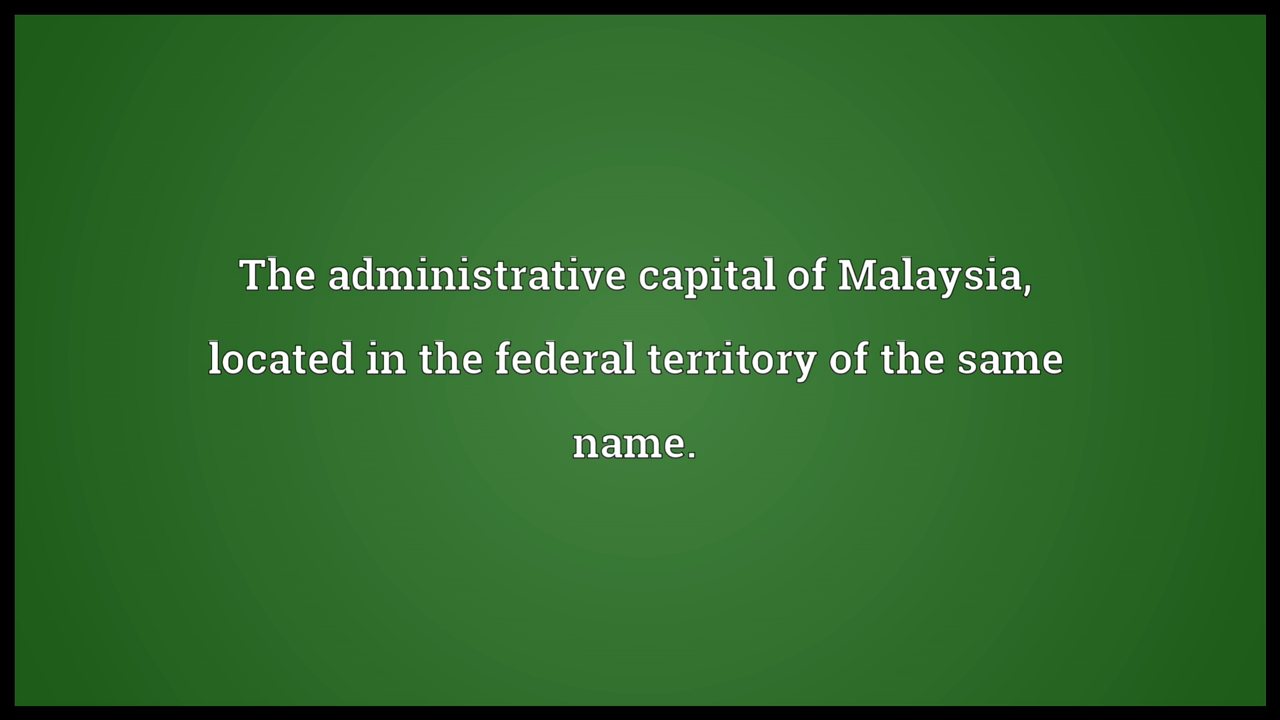 The administrative capital of Malaysia,
located in the federal territory of the same
name.